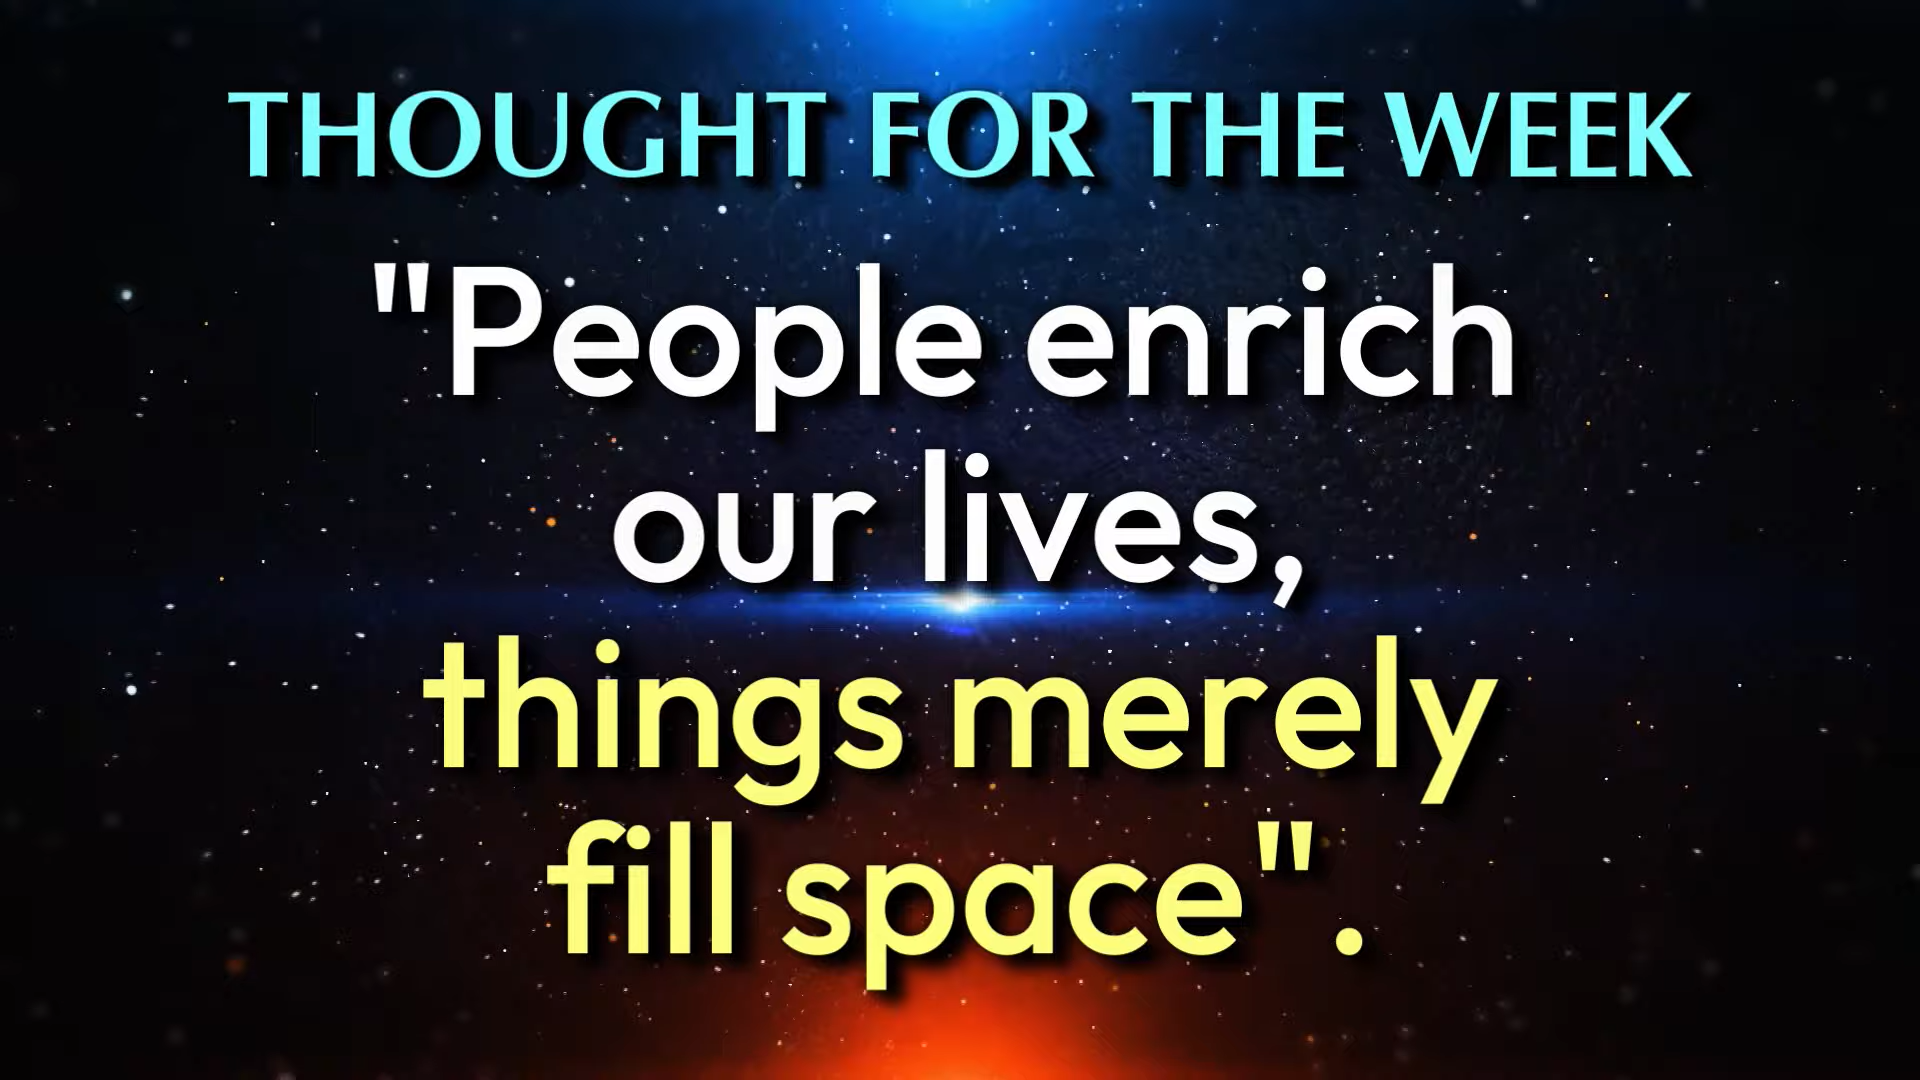 THOUGHT FOR THE WEEK
"People enrich
our lives,
things merely
fill space".